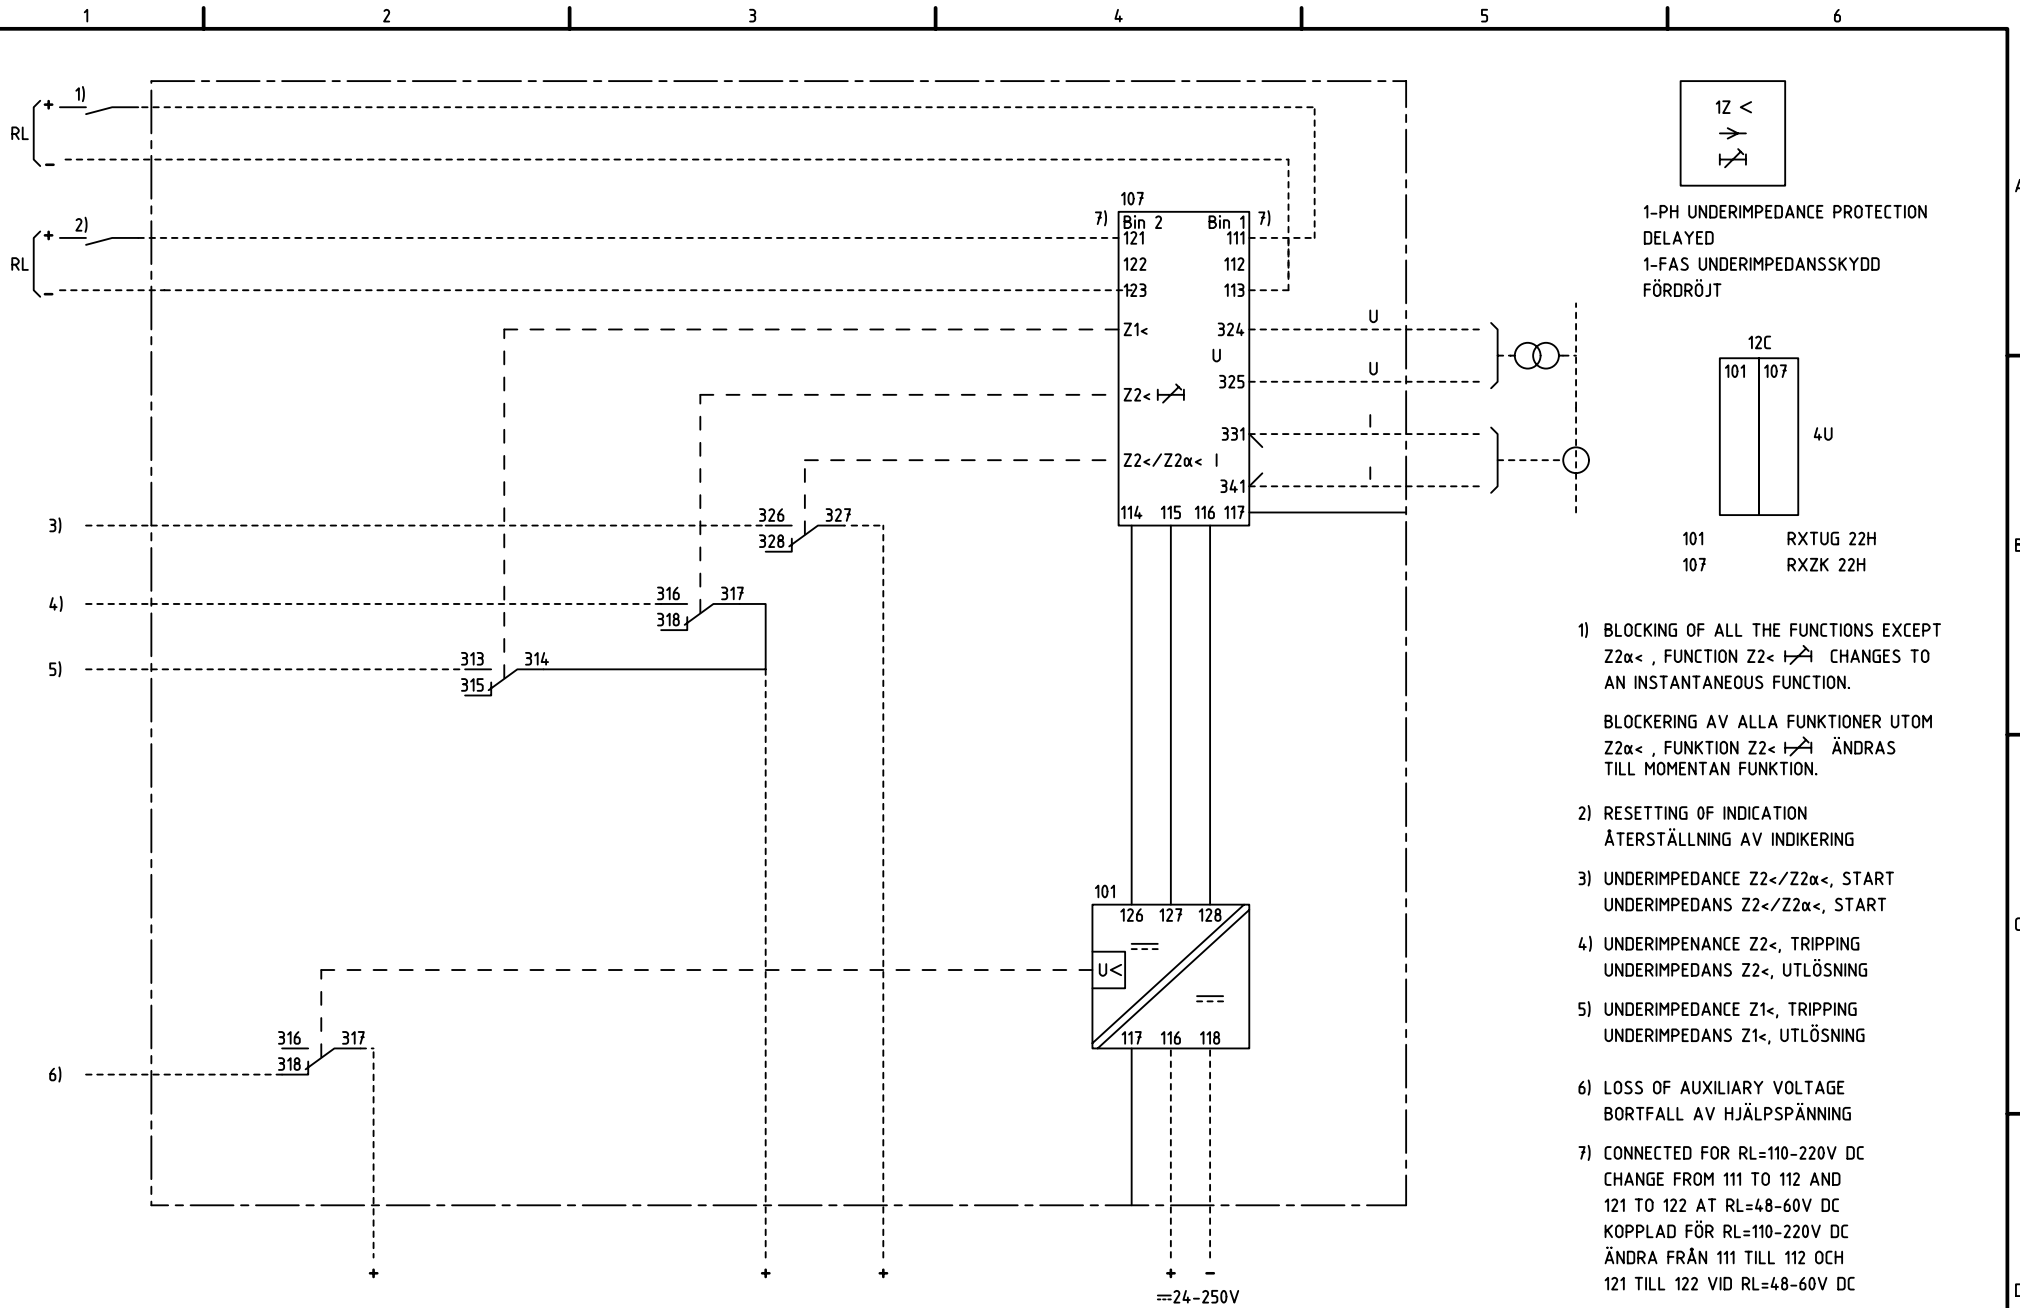 1 2 3 4 5 6
1)
+
RL
-
2)
+
RL
-
107
7) Bin 2 Bin 1 7)
121 111
122 112
123 113
Z1< 324 U
U
325 U
Z2<
331 I
Z2</Z2α< I
341 I
114 115 116 117
3) 326 327
328
4) 316 317
318
5) 313 314
315
101
126 127 128
U<
117 116 118
316 317
6) 318
+ + + + -
24-250V
1Z <
1-PH UNDERIMPEDANCE PROTECTION
DELAYED
1-FAS UNDERIMPEDANSSKYDD
FÖRDRÖJT
12C
101 107
4U
101 RXTUG 22H
107 RXZK 22H
1) BLOCKING OF ALL THE FUNCTIONS EXCEPT
Z2α< , FUNCTION Z2< CHANGES TO
AN INSTANTANEOUS FUNCTION.
BLOCKERING AV ALLA FUNKTIONER UTOM
Z2α< , FUNKTION Z2< ÄNDRAS
TILL MOMENTAN FUNKTION.
2) RESETTING 0F INDICATION
ÅTERSTÄLLNING AV INDIKERING
3) UNDERIMPEDANCE Z2</Z2α<, START
UNDERIMPEDANS Z2</Z2α<, START
4) UNDERIMPENANCE Z2<, TRIPPING
UNDERIMPEDANS Z2<, UTLÖSNING
5) UNDERIMPEDANCE Z1<, TRIPPING
UNDERIMPEDANS Z1<, UTLÖSNING
6) LOSS OF AUXILIARY VOLTAGE
BORTFALL AV HJÄLPSPÄNNING
7) CONNECTED FOR RL=110-220V DC
CHANGE FROM 111 TO 112 AND
121 TO 122 AT RL=48-60V DC
KOPPLAD FÖR RL=110-220V DC
ÄNDRA FRÅN 111 TILL 112 OCH
121 TILL 122 VID RL=48-60V DC